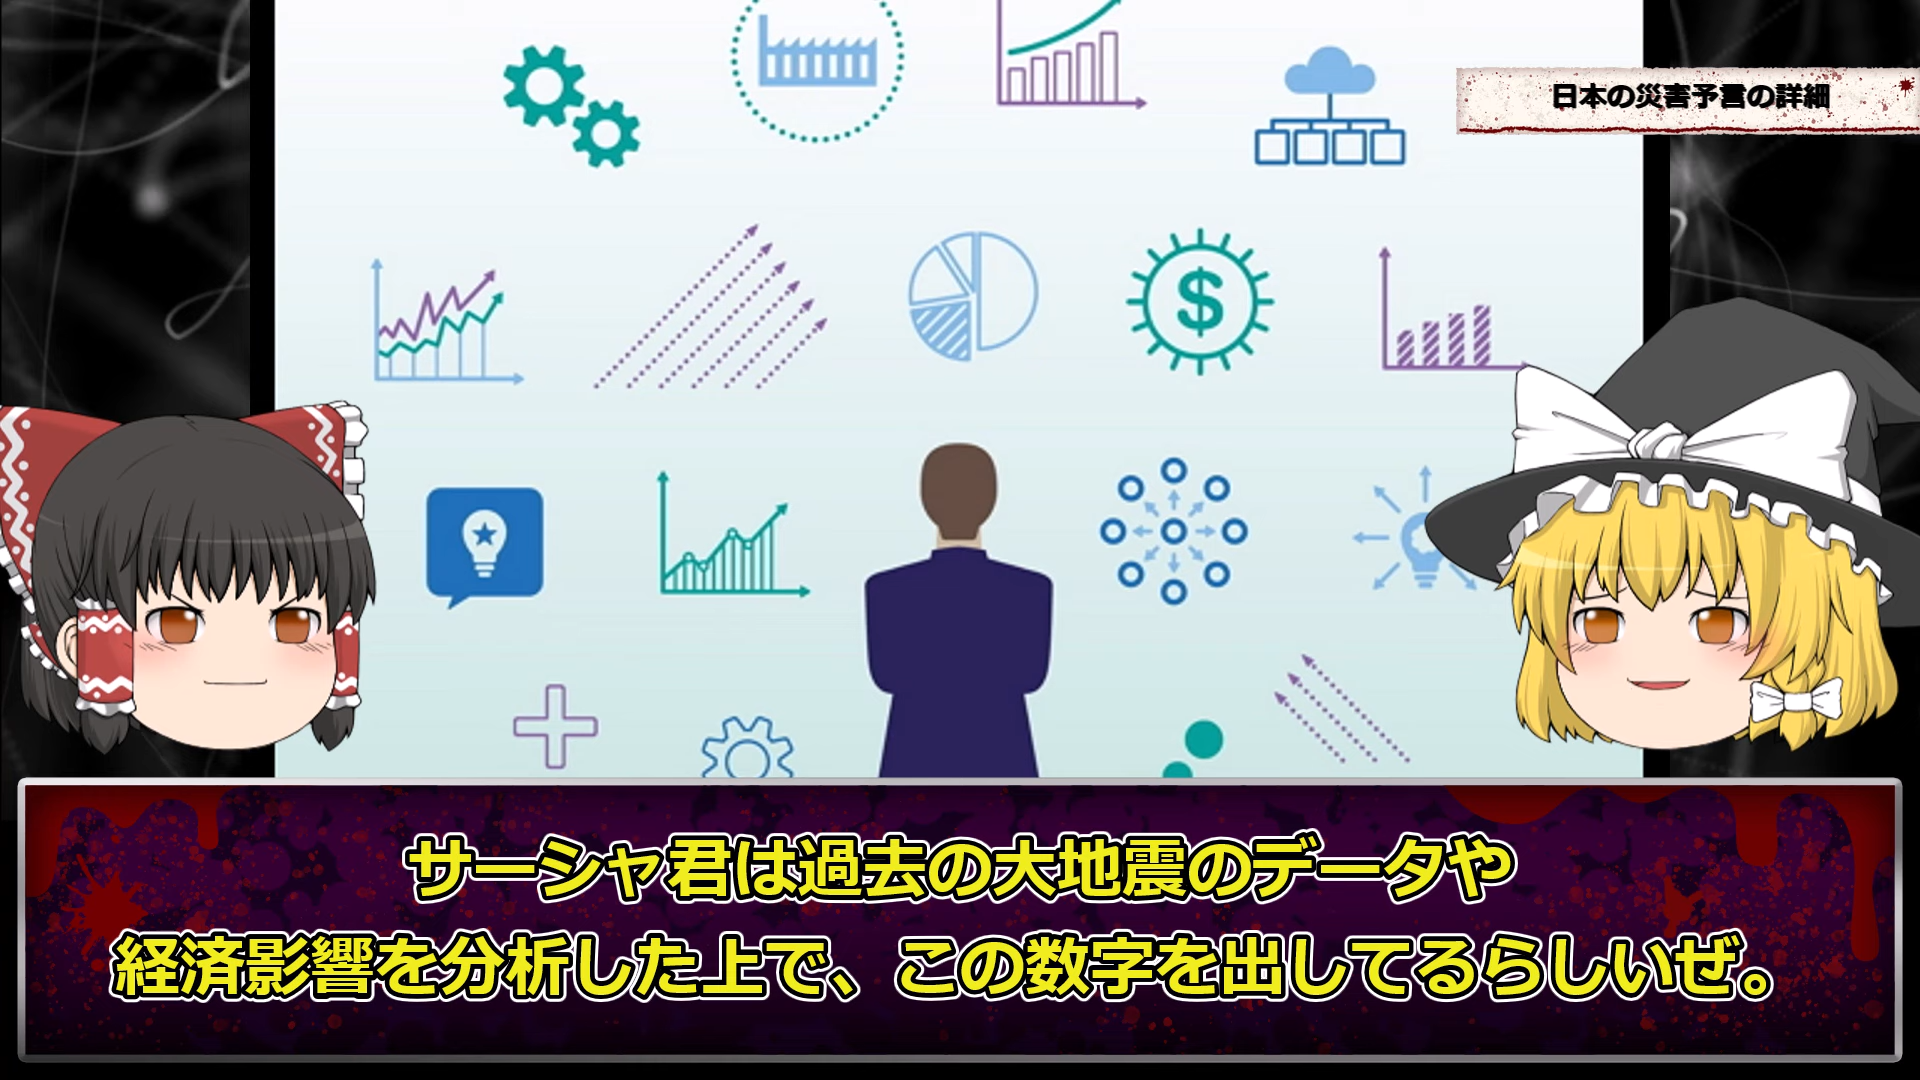 日本の災害予言の詳細
$
サーシャ君は過去の大地震のデータや
経済影響を分析した上で、この数字を出してるらしいぜ。